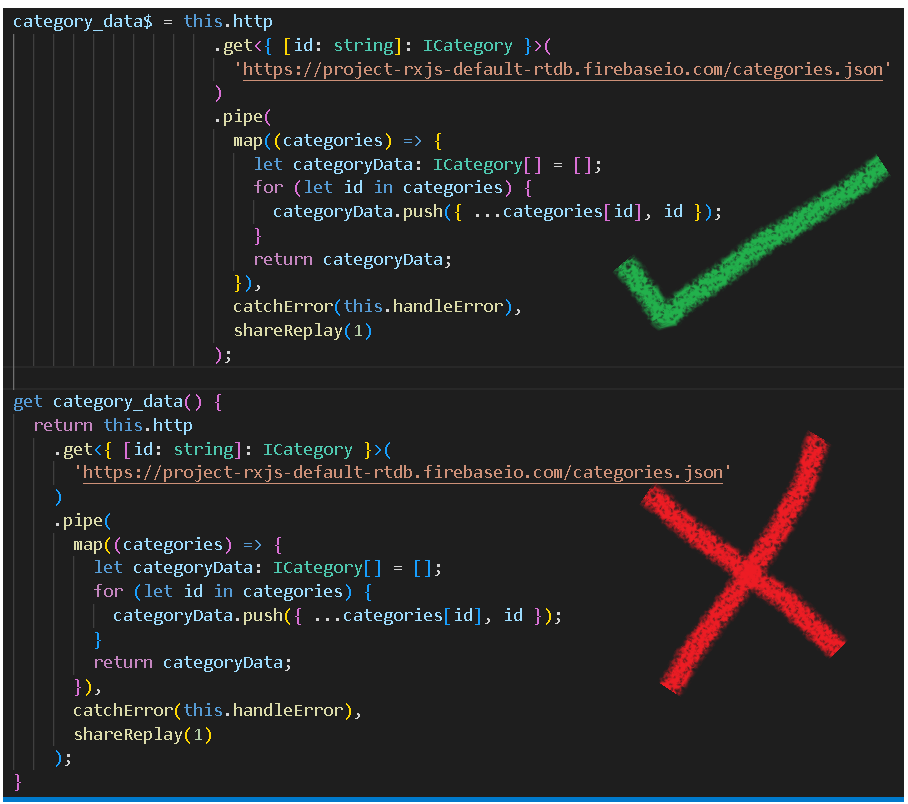 category_data$ = this.http
.get<{ [id: string]: ICategory }>(
'https://project-rxjs-default-rtdb.firebaseio.com/categories.json'
)
.pipe(
map((categories) => {
let categoryData: ICategory[] = [];
for (let id in categories) {
categoryData.push({ ...categories[id], id });
}
return categoryData;
}),
catchError(this.handleError),
shareReplay(1)
);
get category_data() {
return this.http
.get<{ [id: string]: ICategory }>(
'https://project-rxjs-default-rtdb.firebaseio.com/categories.json'
)
.pipe(
map((categories) => {
let categoryData: ICategory[] = [];
for (let id in categories) {
categoryData.push({ ...categories[id], id });
}
return categoryData;
}),
catchError(this.handleError),
shareReplay(1)
);
}